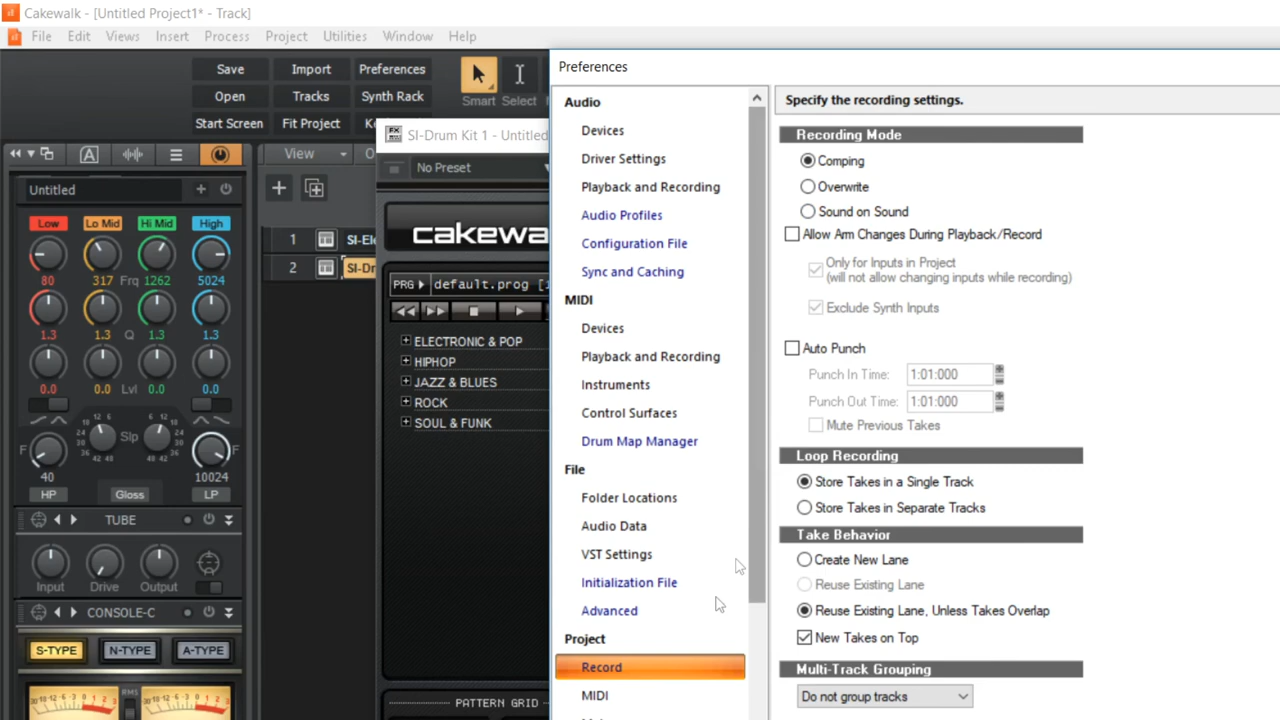 Cakewalk - [Untitled Project1* - Track]
File Edit Views Insert Process Project Utilities Window Help
Save Import Preferences
Open Tracks Synth Rack
Start Screen Fit Project
Smart Select
SI-Drum Kit 1 - Untitled
View
No Preset
Untitled
Low Lo Mid Hi Mid High
80 317 Frq 1262 5024
1.3 1.3 Q 1.3 1.3
0.0 0.0 Lvl 0.0 0.0
Slp
F F
40 10024
HP Gloss LP
TUBE
Input Drive Output
CONSOLE-C
S-TYPE N-TYPE A-TYPE
RMS
1 SI-Ele
2 SI-Dr
cakewa
PRG default.prog [1
ELECTRONIC & POP
HIPHOP
JAZZ & BLUES
ROCK
SOUL & FUNK
PATTERN GRID
Preferences
Audio
Devices
Driver Settings
Playback and Recording
Audio Profiles
Configuration File
Sync and Caching
MIDI
Devices
Playback and Recording
Instruments
Control Surfaces
Drum Map Manager
File
Folder Locations
Audio Data
VST Settings
Initialization File
Advanced
Project
Record
MIDI
Specify the recording settings.
Recording Mode
Comping
Overwrite
Sound on Sound
Allow Arm Changes During Playback/Record
Only for Inputs in Project
(will not allow changing inputs while recording)
Exclude Synth Inputs
Auto Punch
Punch In Time: 1:01:000
Punch Out Time: 1:01:000
Mute Previous Takes
Loop Recording
Store Takes in a Single Track
Store Takes in Separate Tracks
Take Behavior
Create New Lane
Reuse Existing Lane
Reuse Existing Lane, Unless Takes Overlap
New Takes on Top
Multi-Track Grouping
Do not group tracks